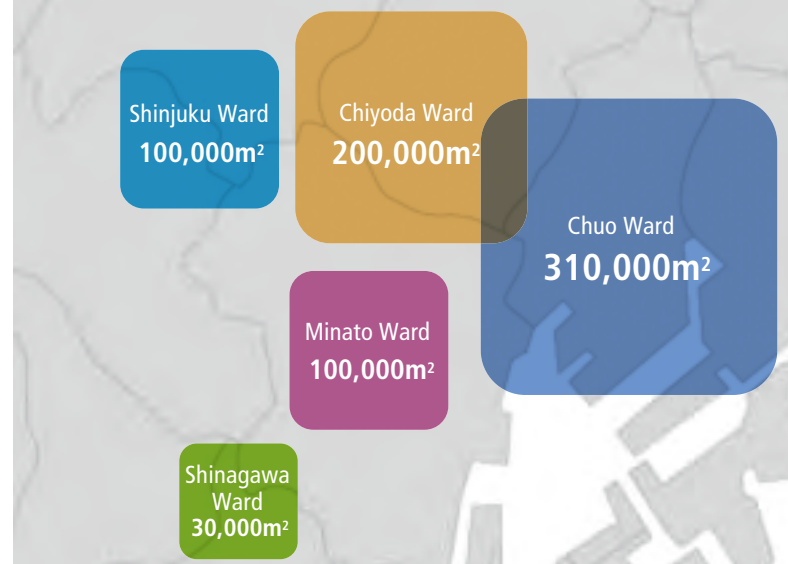 Shinjuku Ward
100,000m²
Chiyoda Ward
200,000m²
Chuo Ward
310,000m²
Minato Ward
100,000m²
Shinagawa
Ward
30,000m²